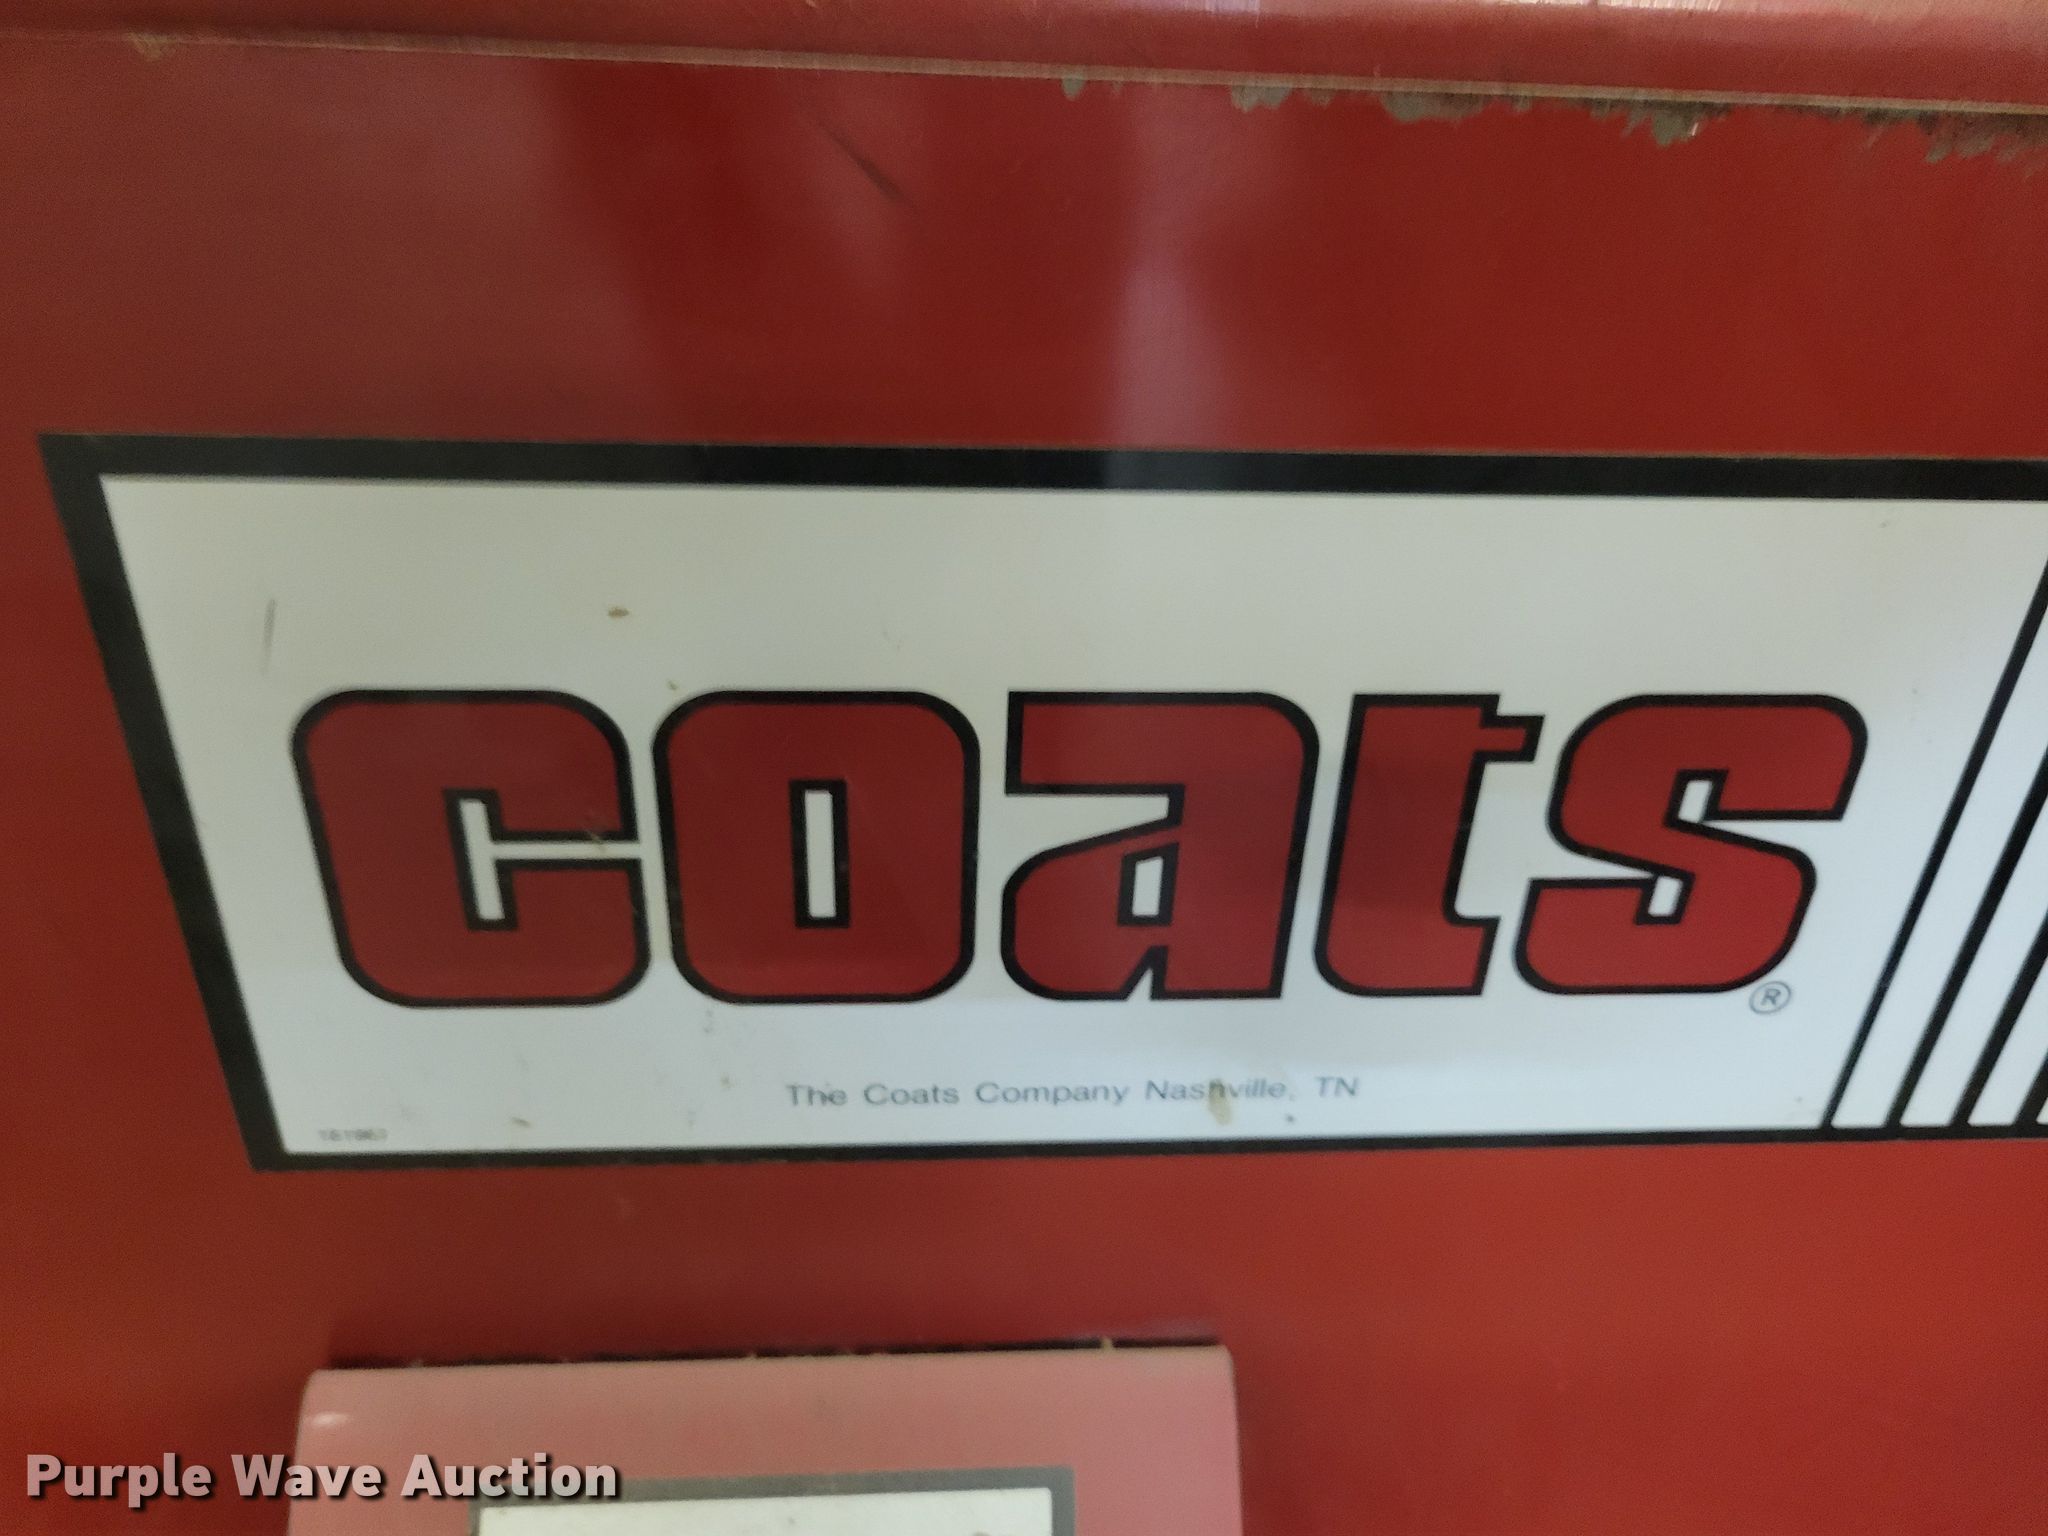 coats®
The Coats Company Nashville, TN
Purple Wave Auction